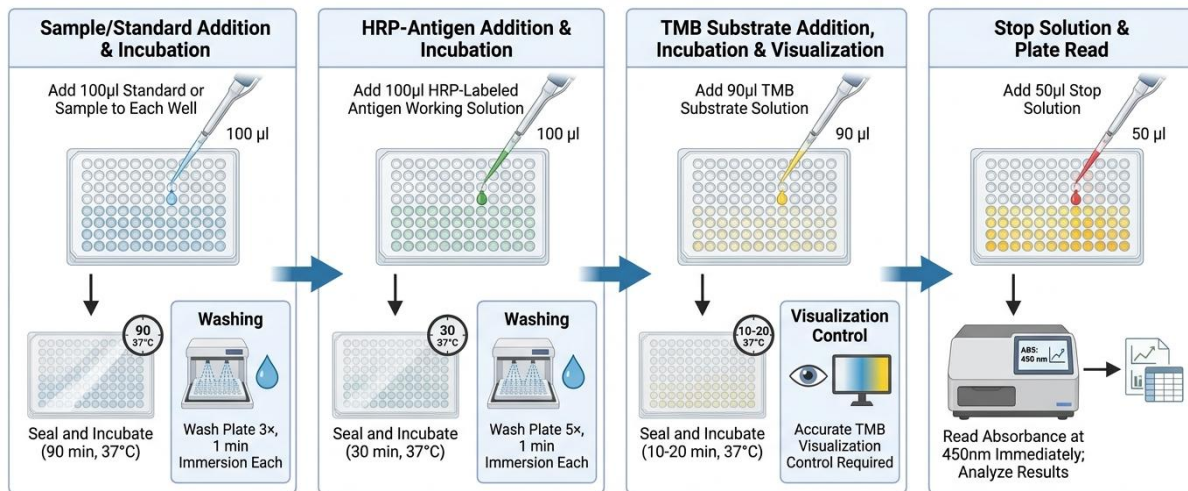 Sample/Standard Addition
& Incubation
Add 100µl Standard or
Sample to Each Well
100 µl
90
37°C
Seal and Incubate
(90 min, 37°C)
Washing
Wash Plate 3×,
1 min
Immersion Each
HRP-Antigen Addition &
Incubation
Add 100µl HRP-Labeled
Antigen Working Solution
100 µl
30
37°C
Seal and Incubate
(30 min, 37°C)
Washing
Wash Plate 5×,
1 min
Immersion Each
TMB Substrate Addition,
Incubation & Visualization
Add 90µl TMB
Substrate Solution
90 µl
10-20
37°C
Seal and Incubate
(10-20 min, 37°C)
Visualization
Control
Accurate TMB
Visualization
Control Required
Stop Solution &
Plate Read
Add 50µl Stop
Solution
50 µl
ABS:
450 nm
Read Absorbance at
450nm Immediately;
Analyze Results